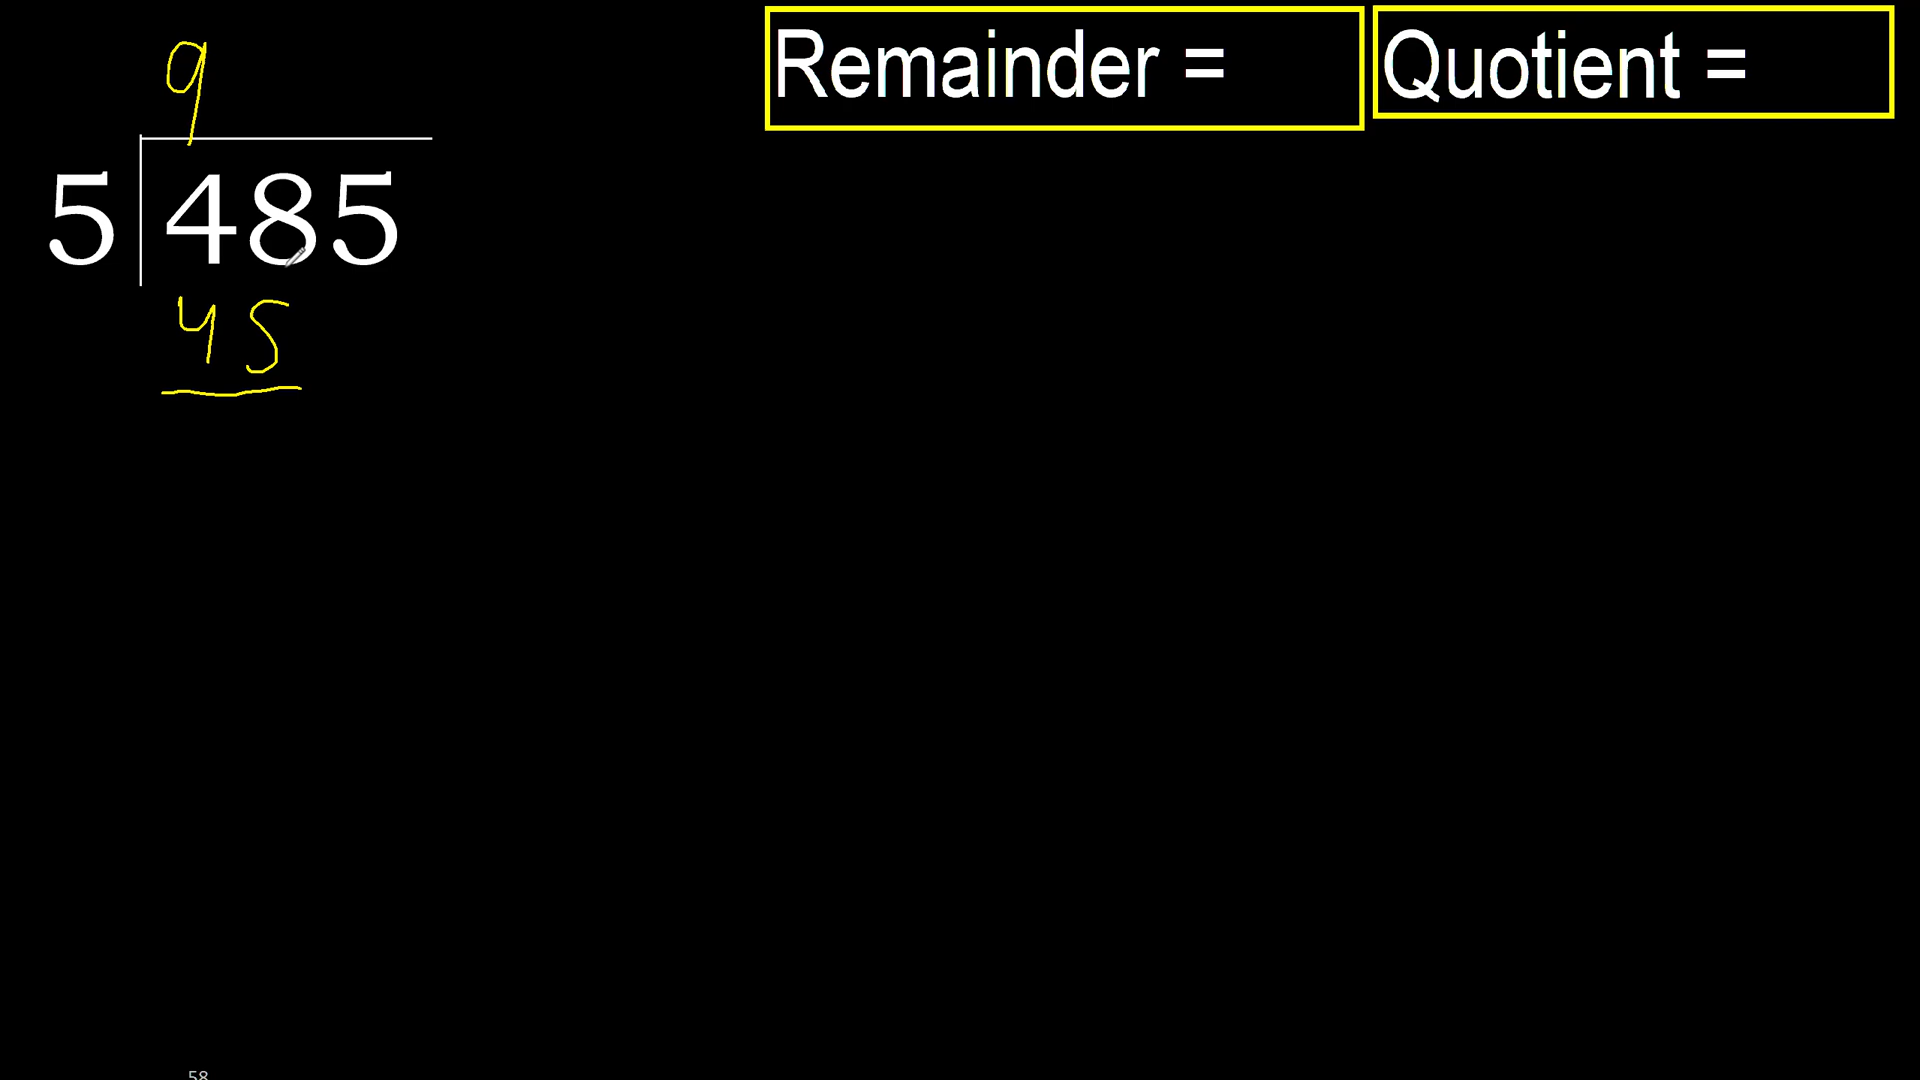 9
5 485
45
Remainder =
Quotient =
58